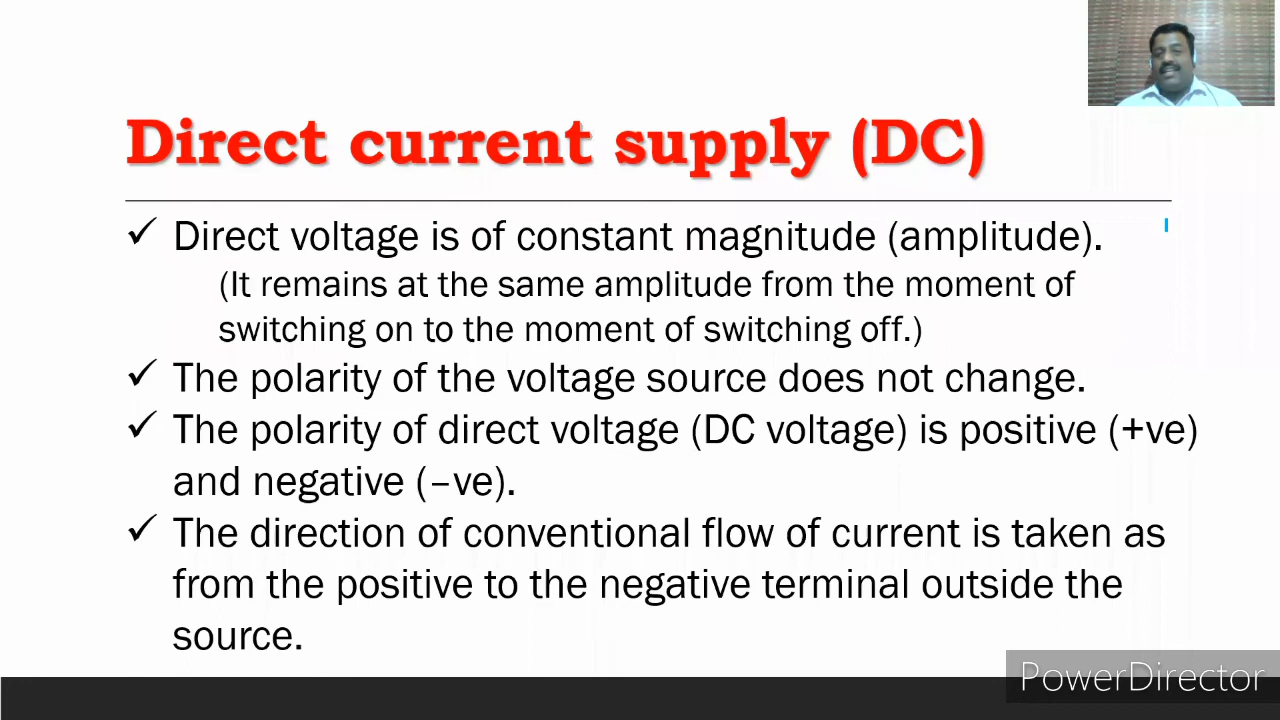 Direct current supply (DC)
✓ Direct voltage is of constant magnitude (amplitude).
(It remains at the same amplitude from the moment of
switching on to the moment of switching off.)
✓ The polarity of the voltage source does not change.
✓ The polarity of direct voltage (DC voltage) is positive (+ve)
and negative (–ve).
✓ The direction of conventional flow of current is taken as
from the positive to the negative terminal outside the
source.
PowerDirector